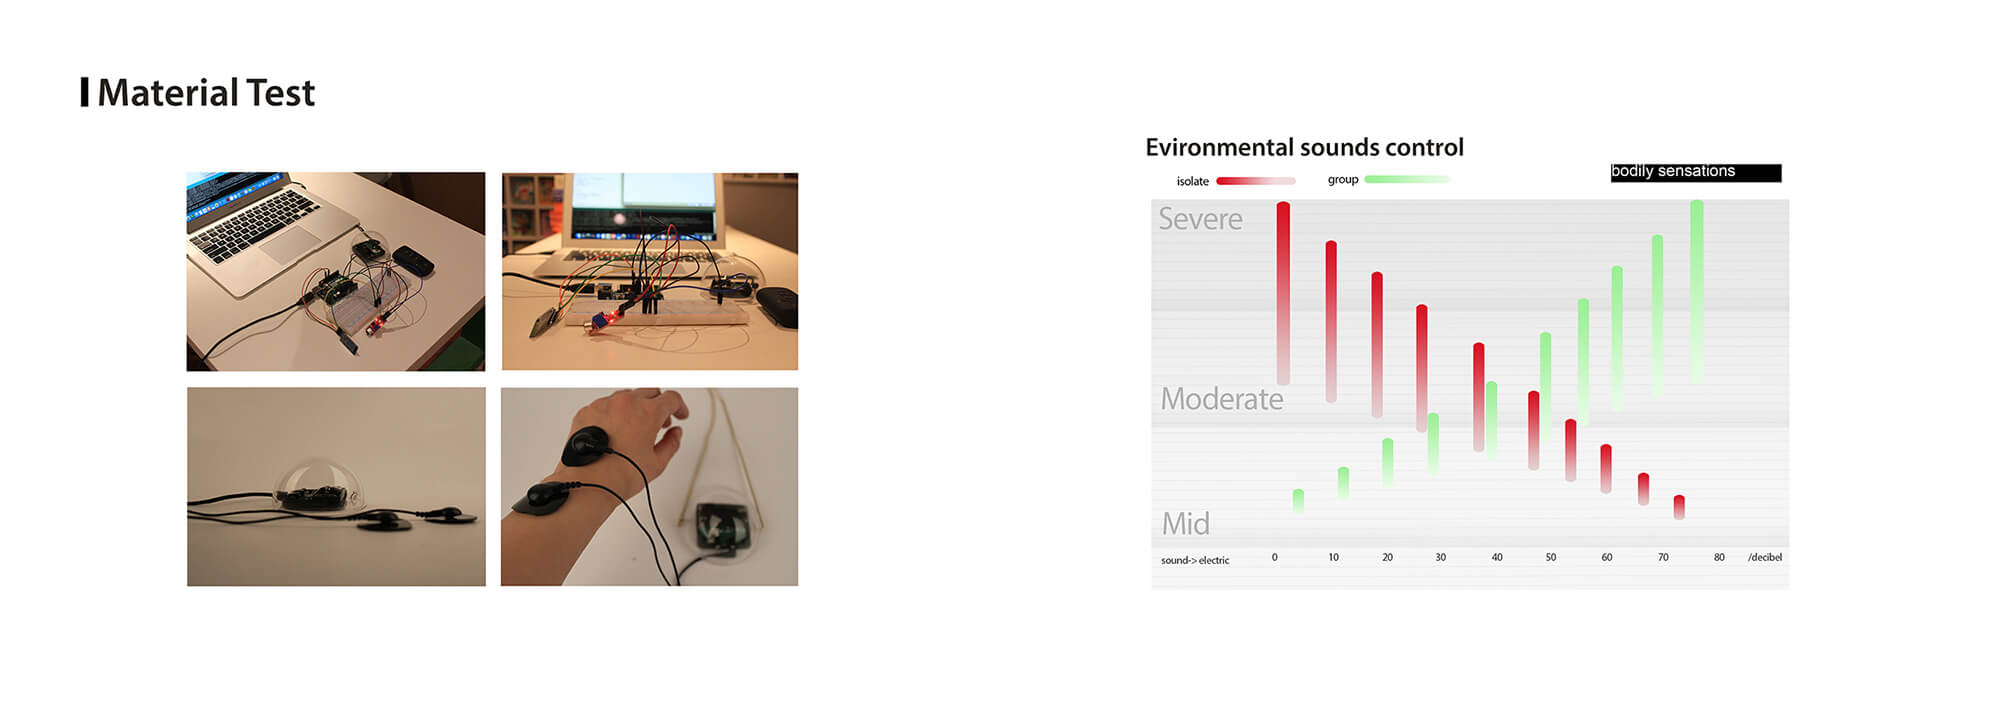 Material Test
Evironmental sounds control
isolate
group
bodily sensations
Severe
Moderate
Mid
sound-> electric 0 10 20 30 40 50 60 70 80 /decibel